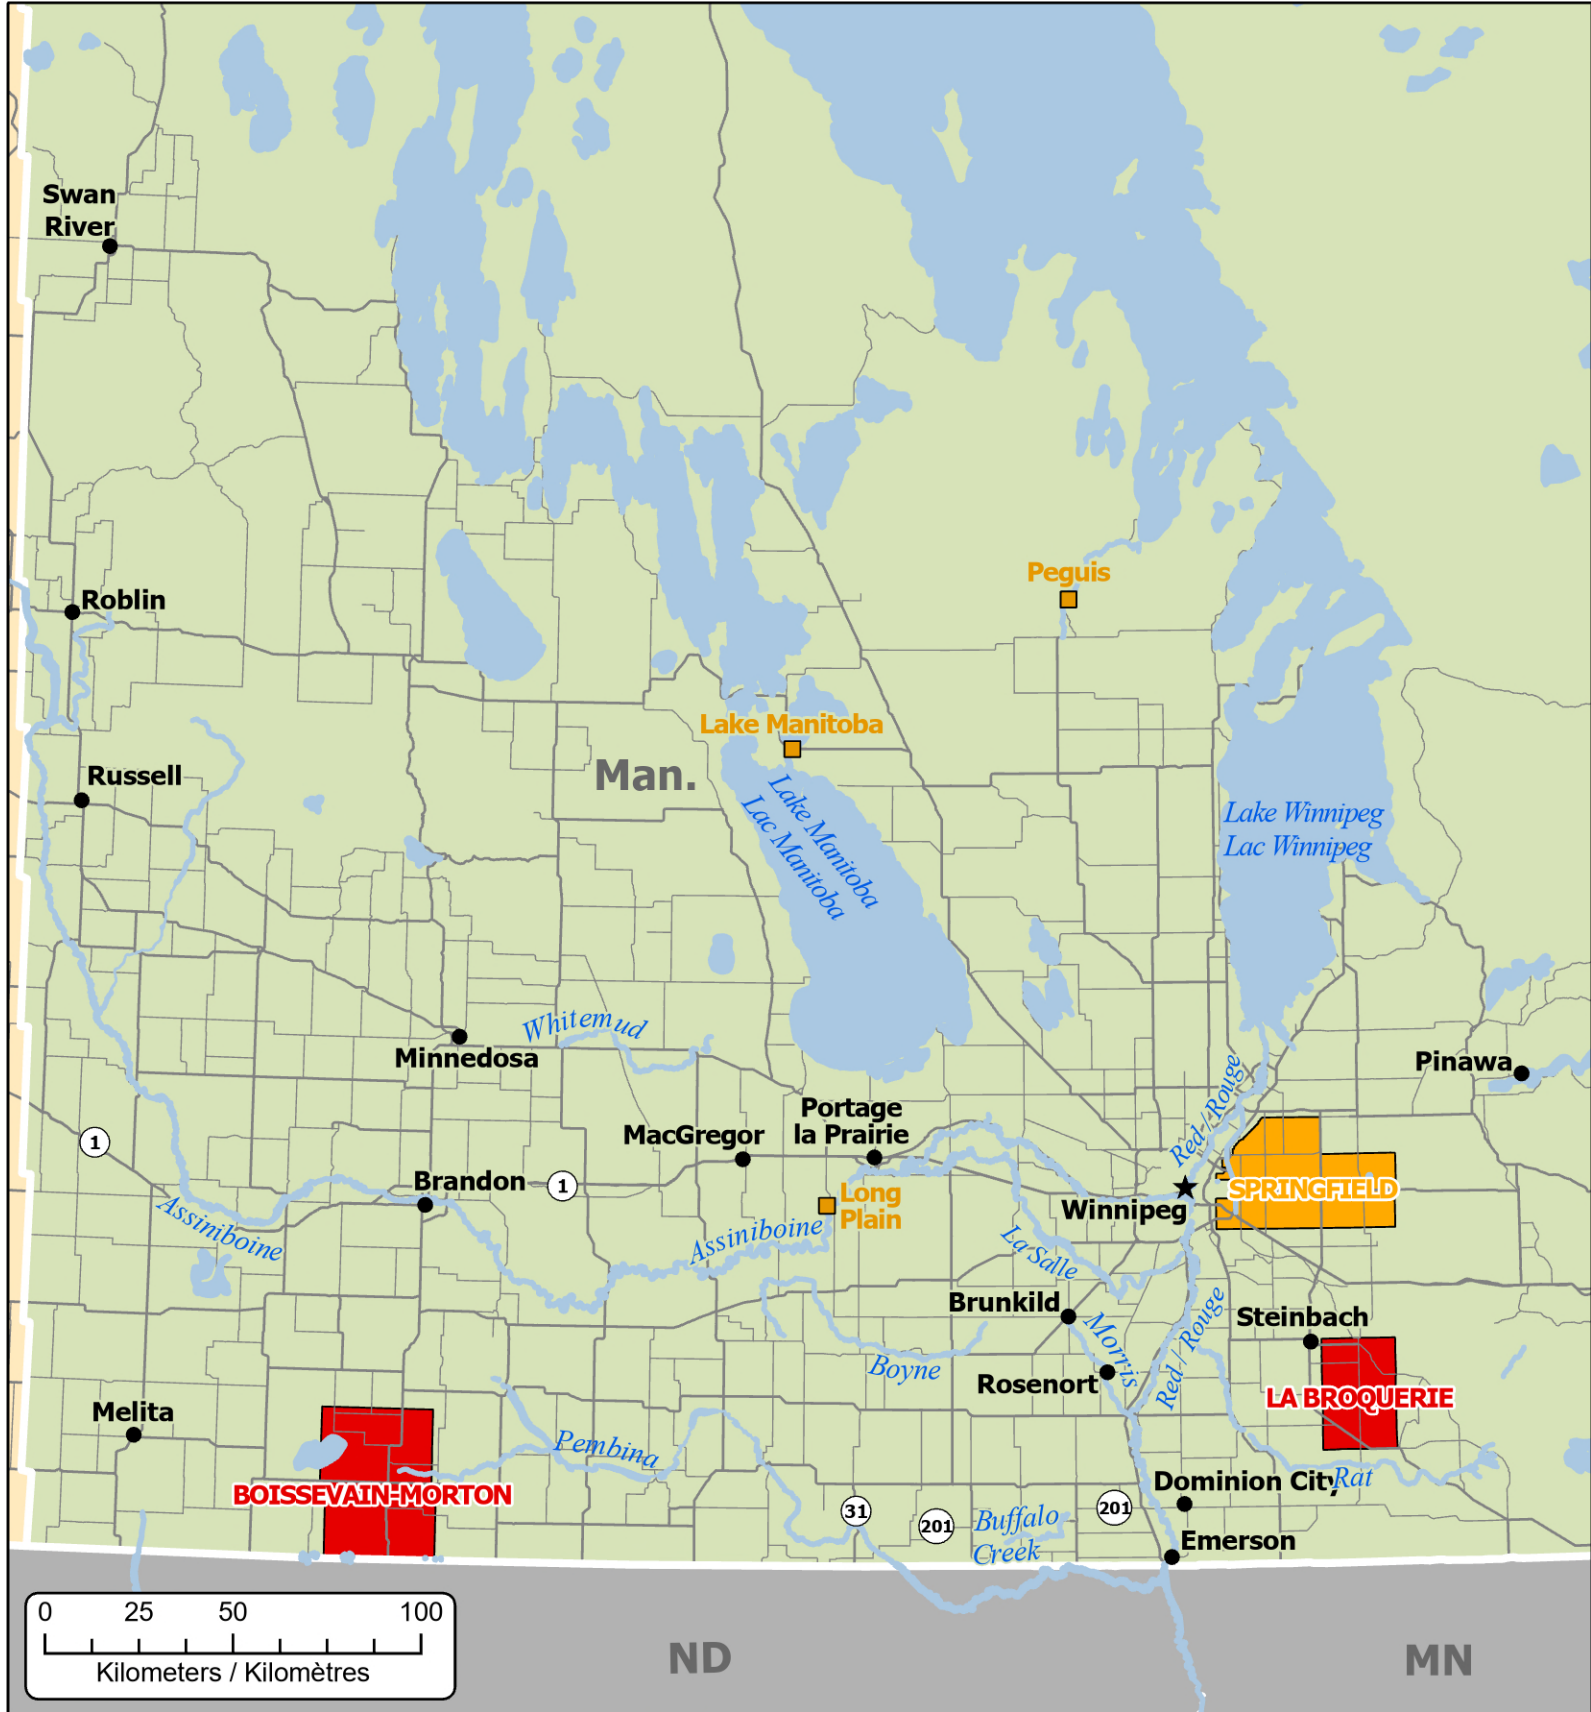 Swan
River
Peguis
Roblin
Lake Manitoba
Man.
Russell
Lake Manitoba
Lac Manitoba
Lake Winnipeg
Lac Winnipeg
Whitemud
Minnedosa
Pinawa
Red / Rouge
Portage
la Prairie
MacGregor
1
Brandon
1
SPRINGFIELD
Long
Plain
Winnipeg
Assiniboine
Assiniboine
La Salle
Brunkild
Morris
Red / Rouge
Steinbach
Boyne
Rosenort
LA BROQUERIE
Melita
Pembina
BOISSEVAIN-MORTON
Dominion City
Rat
31
201
Buffalo
Creek
201
Emerson
0 25 50 100
Kilometers / Kilomètres
ND
MN